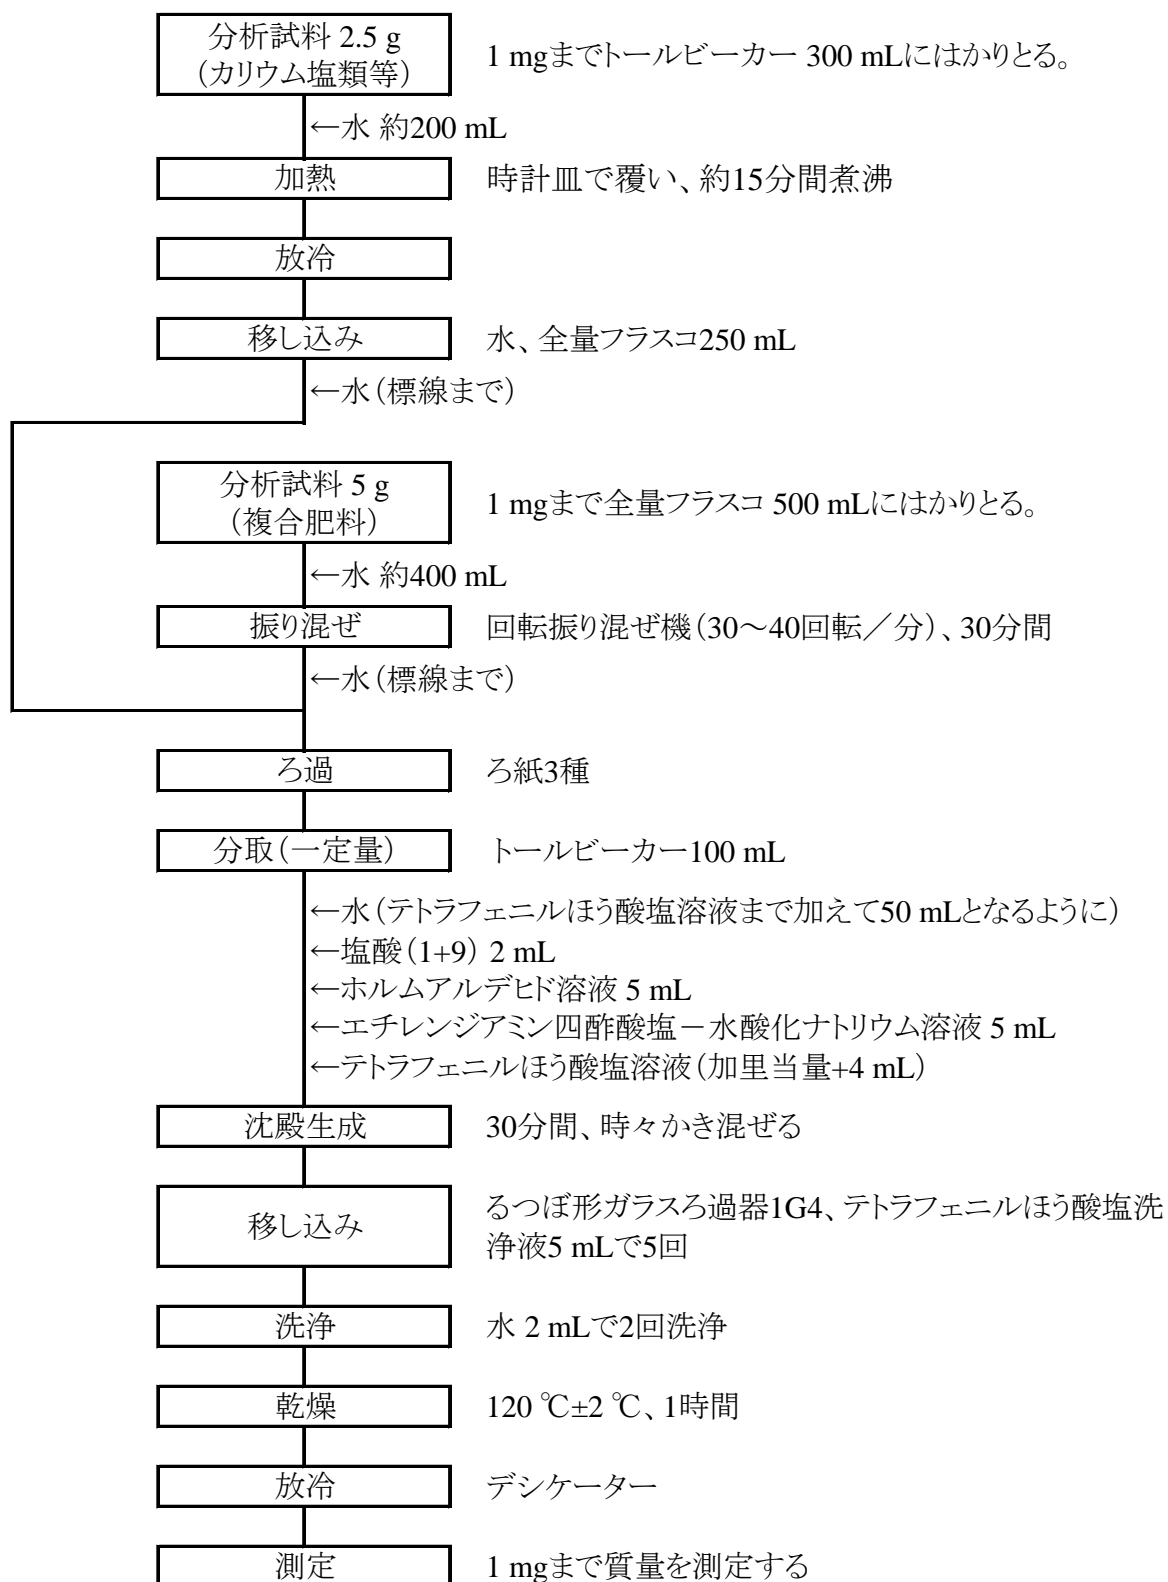 分析試料 2.5 g
（カリウム塩類等）
1 mgまでトールビーカー 300 mLにはかりとる。
←水 約200 mL
加熱
時計皿で覆い、約15分間煮沸
放冷
移し込み
水、全量フラスコ250 mL
←水（標線まで）
分析試料 5 g
（複合肥料）
1 mgまで全量フラスコ 500 mLにはかりとる。
←水 約400 mL
振り混ぜ
回転振り混ぜ機（30～40回転／分）、30分間
←水（標線まで）
ろ過
ろ紙3種
分取（一定量）
トールビーカー100 mL
←水（テトラフェニルほう酸塩溶液まで加えて50 mLとなるように）
←塩酸（1+9） 2 mL
←ホルムアルデヒド溶液 5 mL
←エチレンジアミン四酢酸塩－水酸化ナトリウム溶液 5 mL
←テトラフェニルほう酸塩溶液（加里当量+4 mL）
沈殿生成
30分間、時々かき混ぜる
移し込み
るつぼ形ガラスろ過器1G4、テトラフェニルほう酸塩洗
浄液5 mLで5回
洗浄
水 2 mLで2回洗浄
乾燥
120 ℃±2 ℃、1時間
放冷
デシケーター
測定
1 mgまで質量を測定する